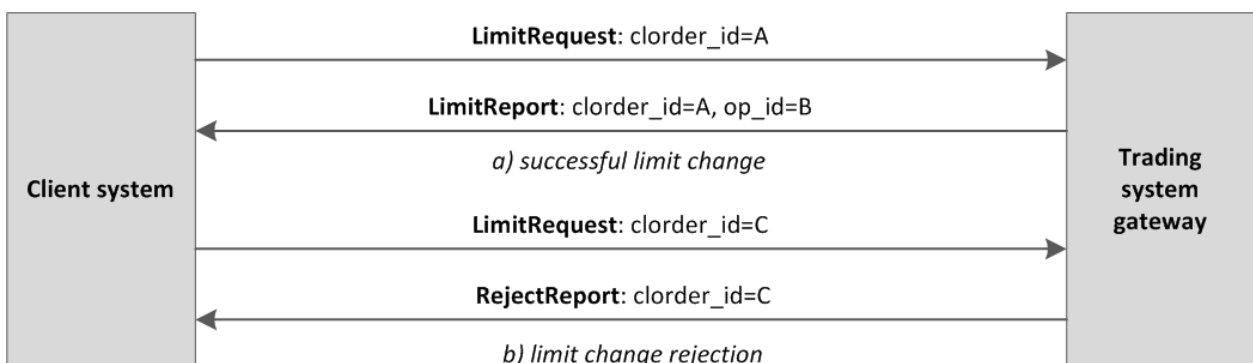 LimitRequest: clorder_id=A
LimitReport: clorder_id=A, op_id=B
a) successful limit change
Client system
Trading
system
gateway
LimitRequest: clorder_id=C
RejectReport: clorder_id=C
b) limit change rejection